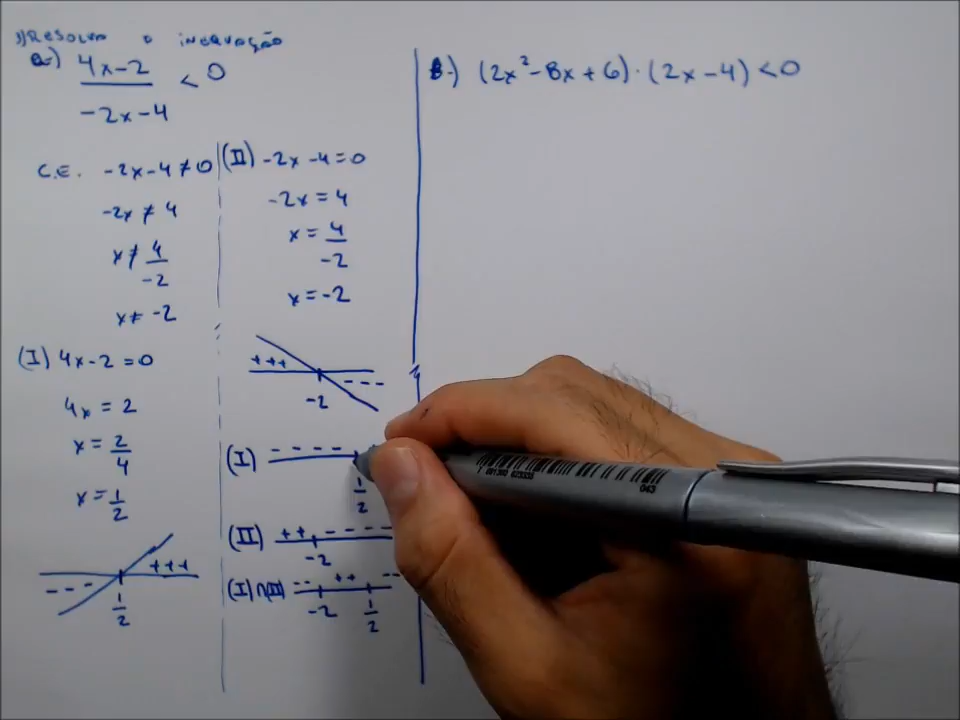 1) Resolva a inequação
a-) 4x-2 / -2x-4 < 0
C.E. -2x-4 ≠ 0
-2x ≠ 4
x ≠ 4 / -2
x ≠ -2
(I) 4x-2 = 0
4x = 2
x = 2 / 4
x = 1 / 2
- - - + + +
1 / 2
(II) -2x-4 = 0
-2x = 4
x = 4 / -2
x = -2
+ + + - - -
-2
(I) - - - -
1 / 2
(II) + + - - - -
-2
(I)∩(II) - - + + - -
-2 1 / 2
B-) (2x² - 8x + 6) · (2x - 4) < 0
043